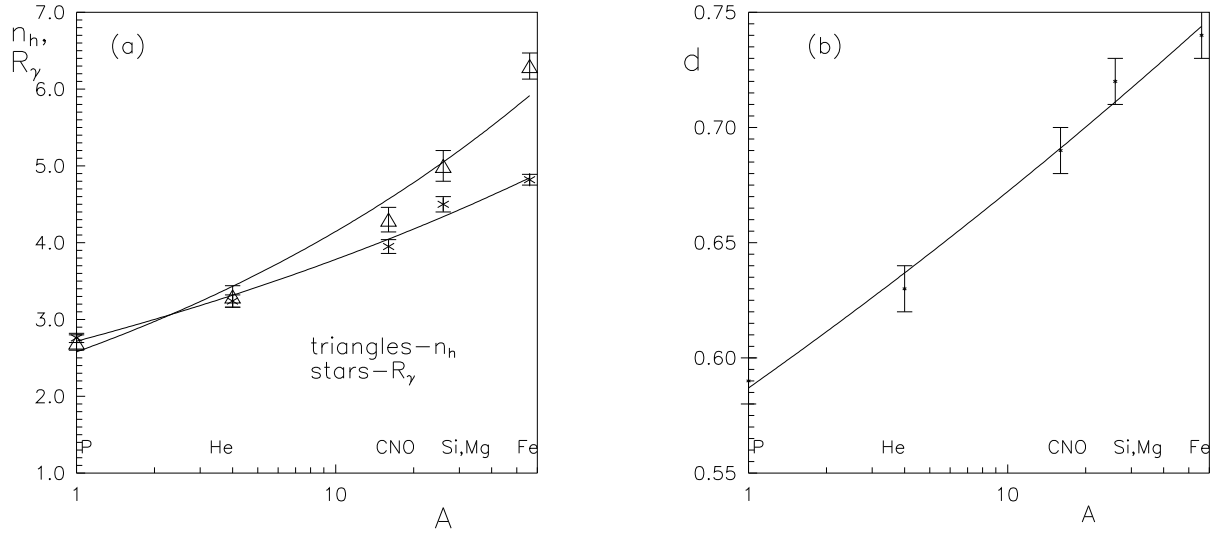 7.0
n_h,
R_γ
(a)
6.0
5.0
4.0
3.0
2.0
1.0
triangles-n_h
stars-R_γ
P He CNO Si,Mg Fe
1 10
A
0.75
d
(b)
0.70
0.65
0.60
0.55
P He CNO Si,Mg Fe
1 10
A